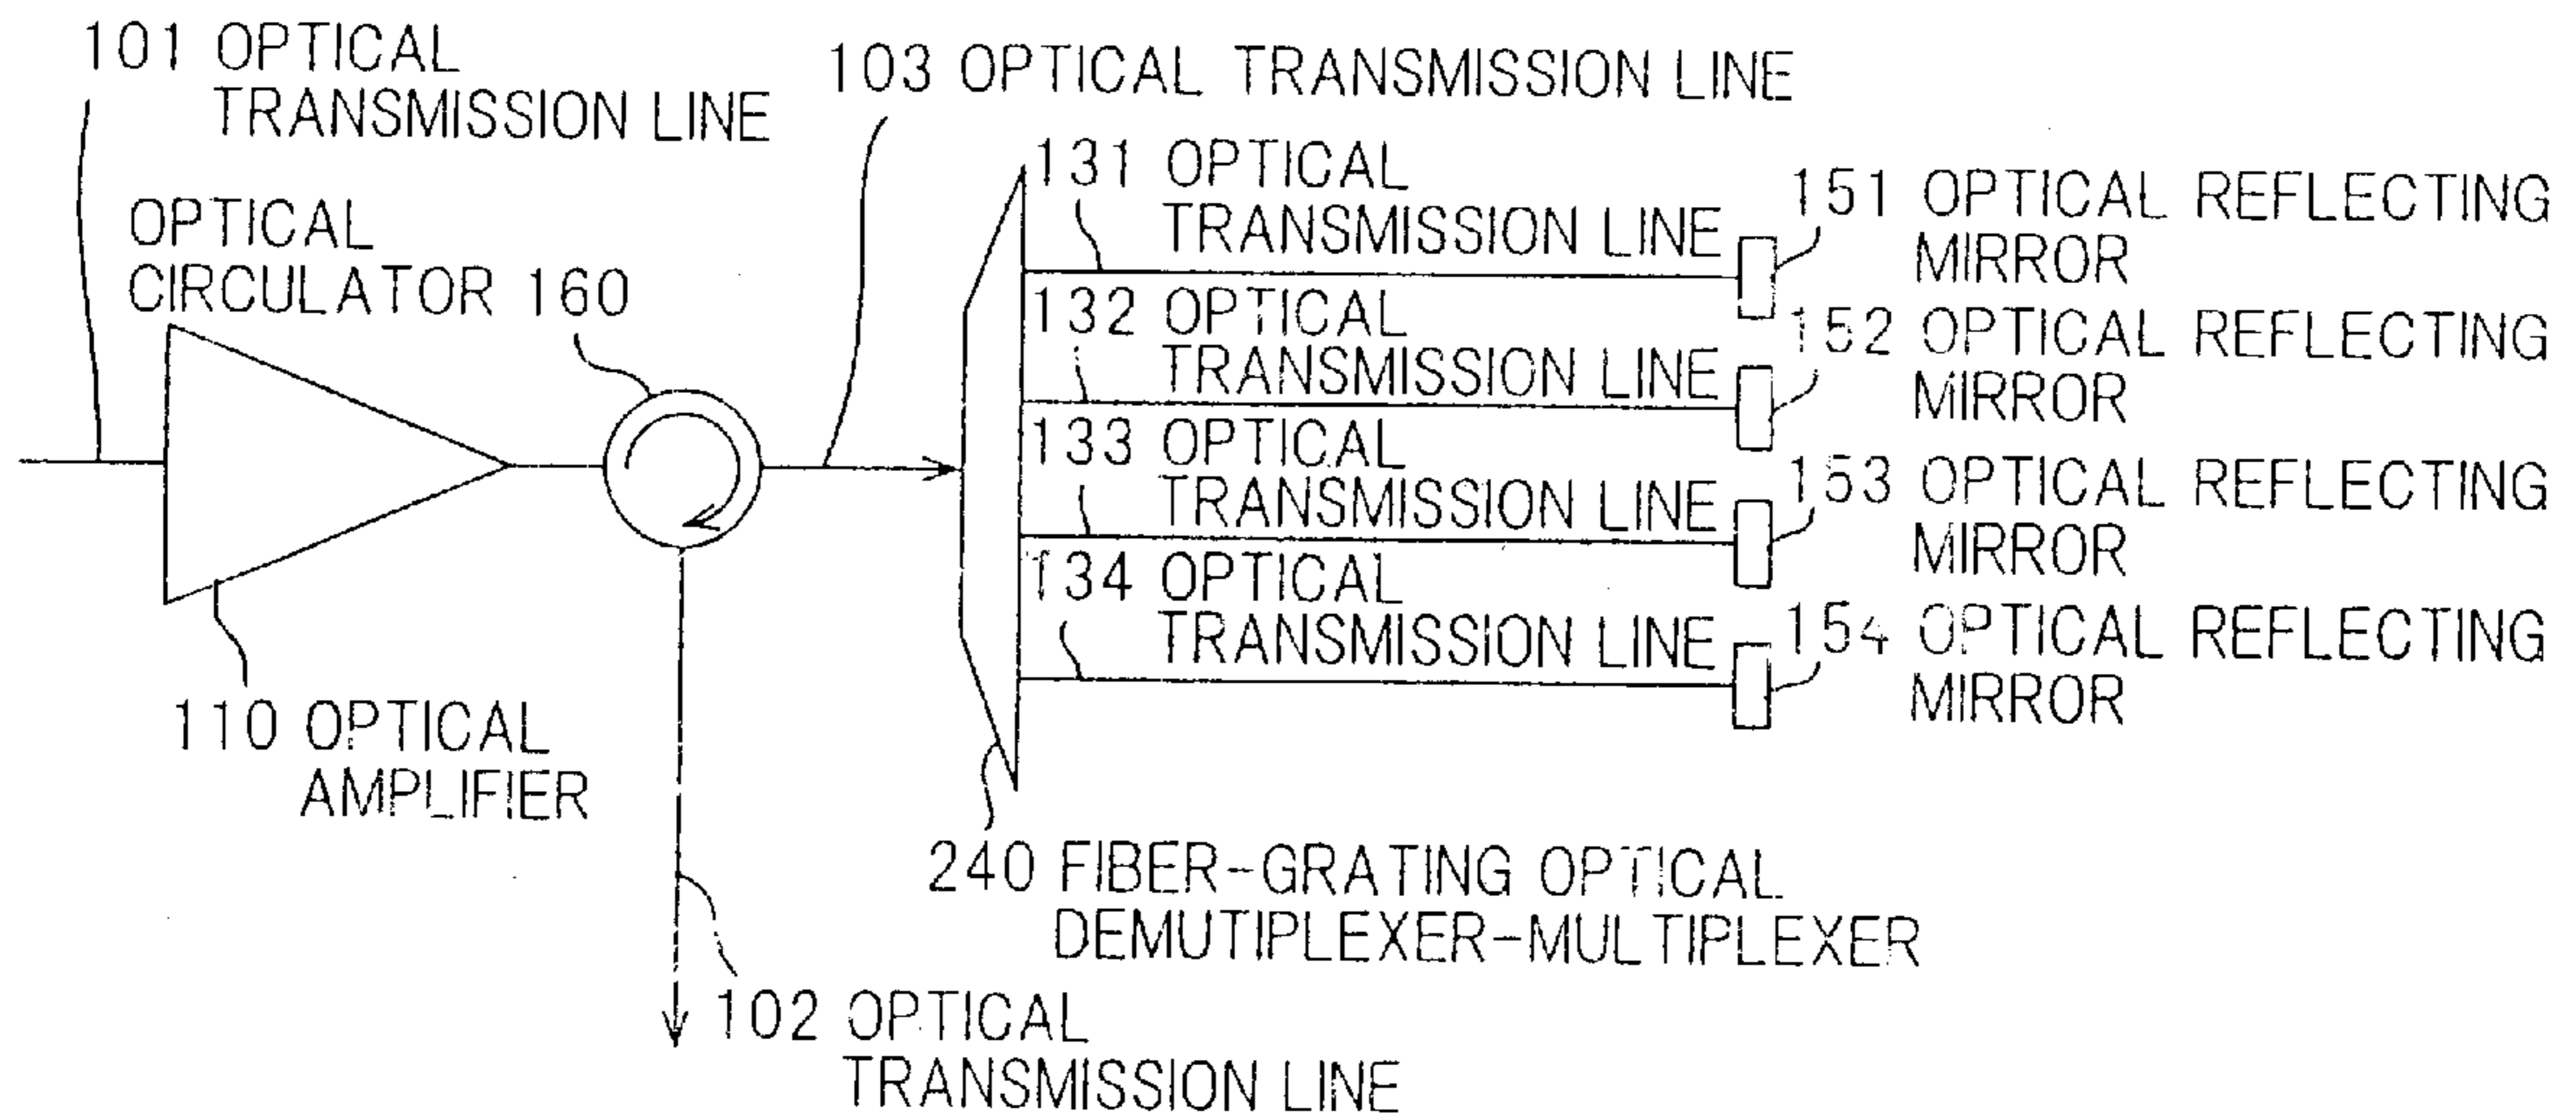 101 OPTICAL
TRANSMISSION LINE
103 OPTICAL TRANSMISSION LINE
OPTICAL
CIRCULATOR 160
131 OPTICAL
TRANSMISSION LINE
151 OPTICAL REFLECTING
MIRROR
132 OPTICAL
TRANSMISSION LINE
152 OPTICAL REFLECTING
MIRROR
133 OPTICAL
TRANSMISSION LINE
153 OPTICAL REFLECTING
MIRROR
134 OPTICAL
TRANSMISSION LINE
154 OPTICAL REFLECTING
MIRROR
110 OPTICAL
AMPLIFIER
240 FIBER-GRATING OPTICAL
DEMUTIPLEXER-MULTIPLEXER
102 OPTICAL
TRANSMISSION LINE